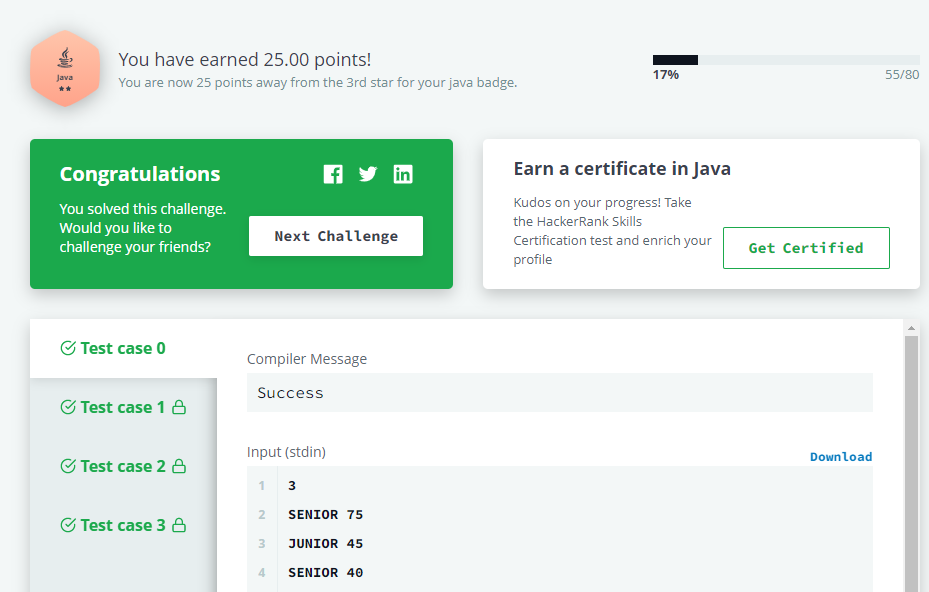 Java
You have earned 25.00 points!
You are now 25 points away from the 3rd star for your java badge.
17%
55/80
Congratulations
You solved this challenge.
Would you like to
challenge your friends?
Next Challenge
Earn a certificate in Java
Kudos on your progress! Take
the HackerRank Skills
Certification test and enrich your
profile
Get Certified
Test case 0
Test case 1
Test case 2
Test case 3
Compiler Message
Success
Input (stdin)
Download
1 3
2 SENIOR 75
3 JUNIOR 45
4 SENIOR 40